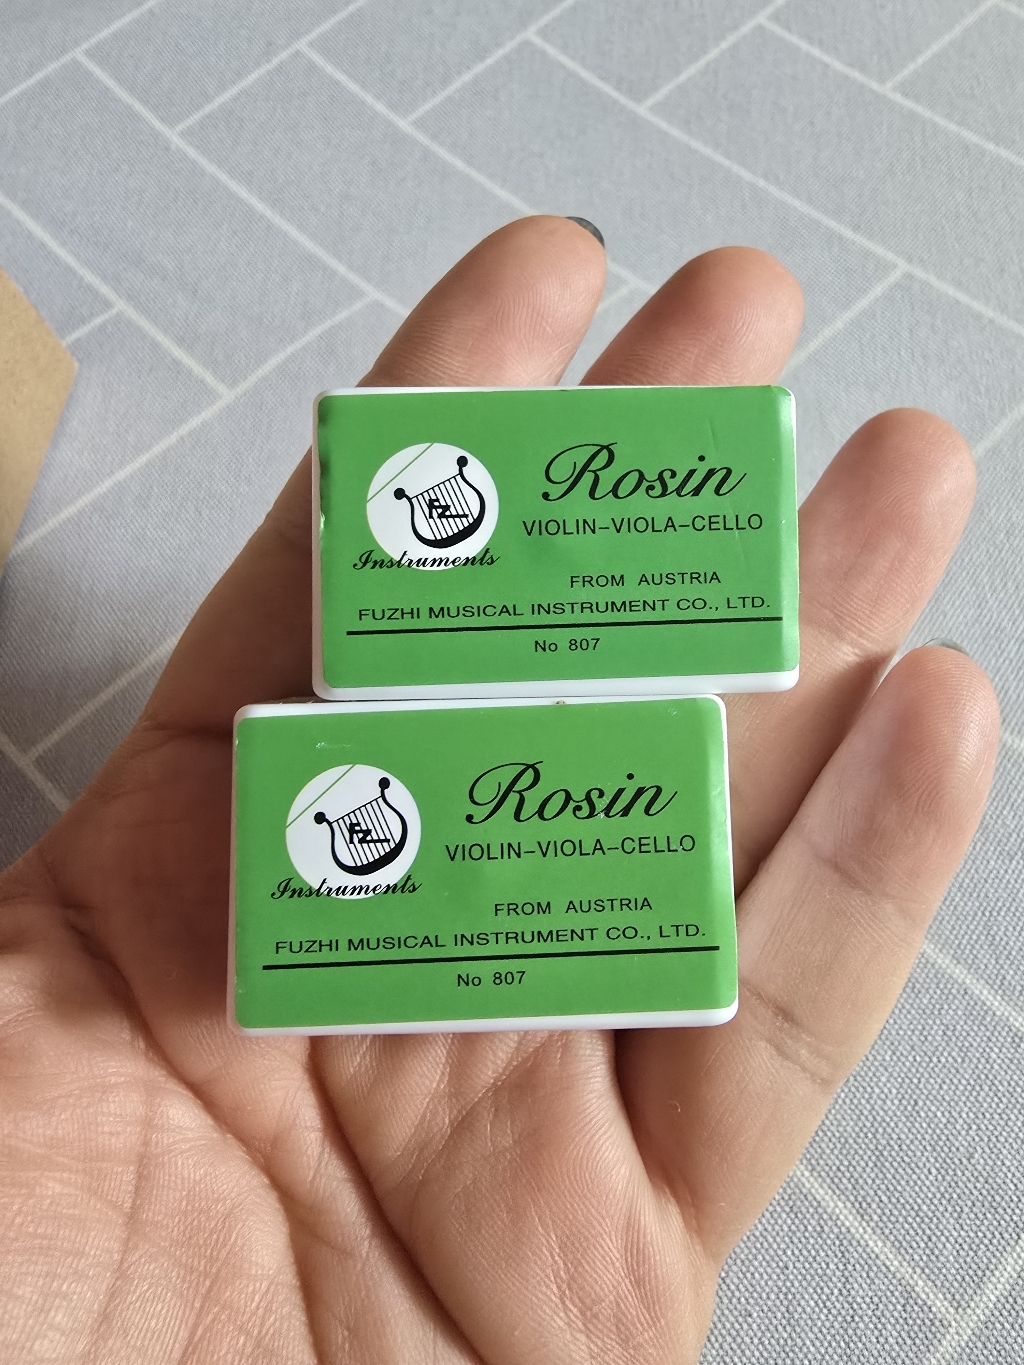 Rosin
VIOLIN-VIOLA-CELLO
FZ
Instruments
FROM AUSTRIA
FUZHI MUSICAL INSTRUMENT CO., LTD.
No 807
Rosin
VIOLIN-VIOLA-CELLO
FZ
Instruments
FROM AUSTRIA
FUZHI MUSICAL INSTRUMENT CO., LTD.
No 807